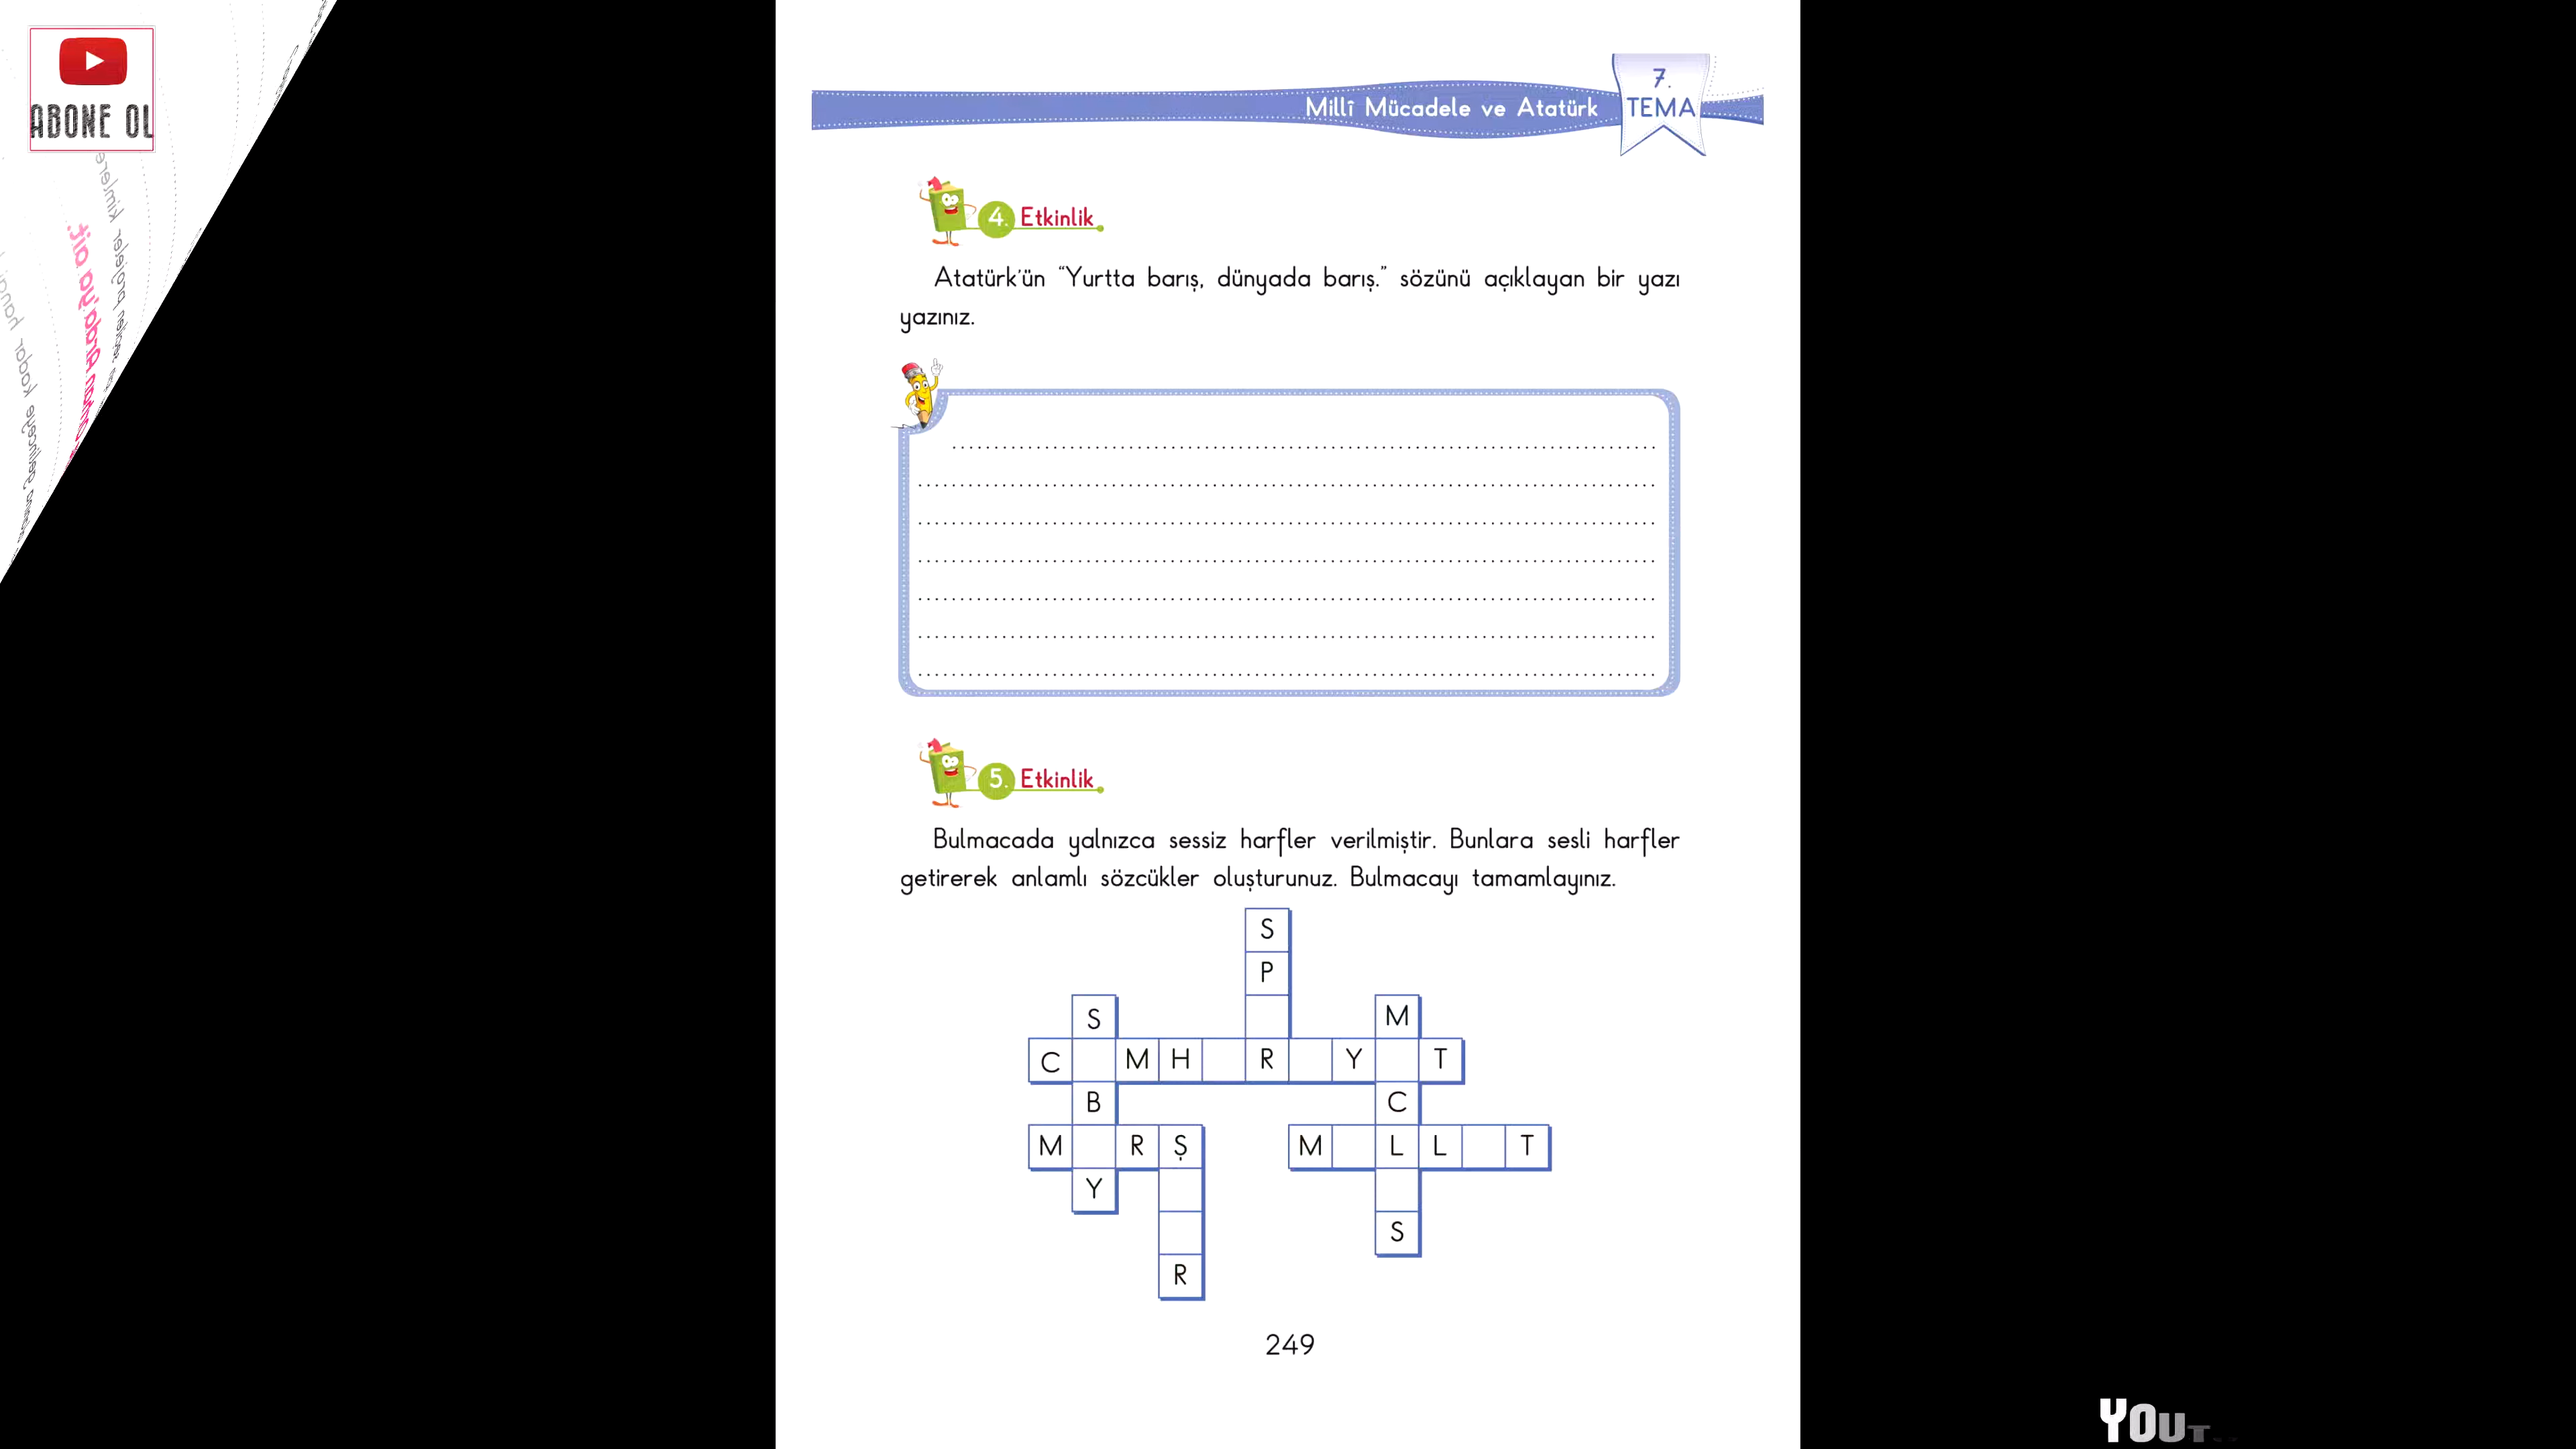 ABONE OL
Millî Mücadele ve Atatürk
7.
TEMA
4. Etkinlik
Atatürk'ün “Yurtta barış, dünyada barış.” sözünü açıklayan bir yazı
yazınız.
5. Etkinlik
Bulmacada yalnızca sessiz harfler verilmiştir. Bunlara sesli harfler
getirerek anlamlı sözcükler oluşturunuz. Bulmacayı tamamlayınız.
S
P
S M
C M H R Y T
B C
M R Ş M L L T
Y
S
R
249
YOUT